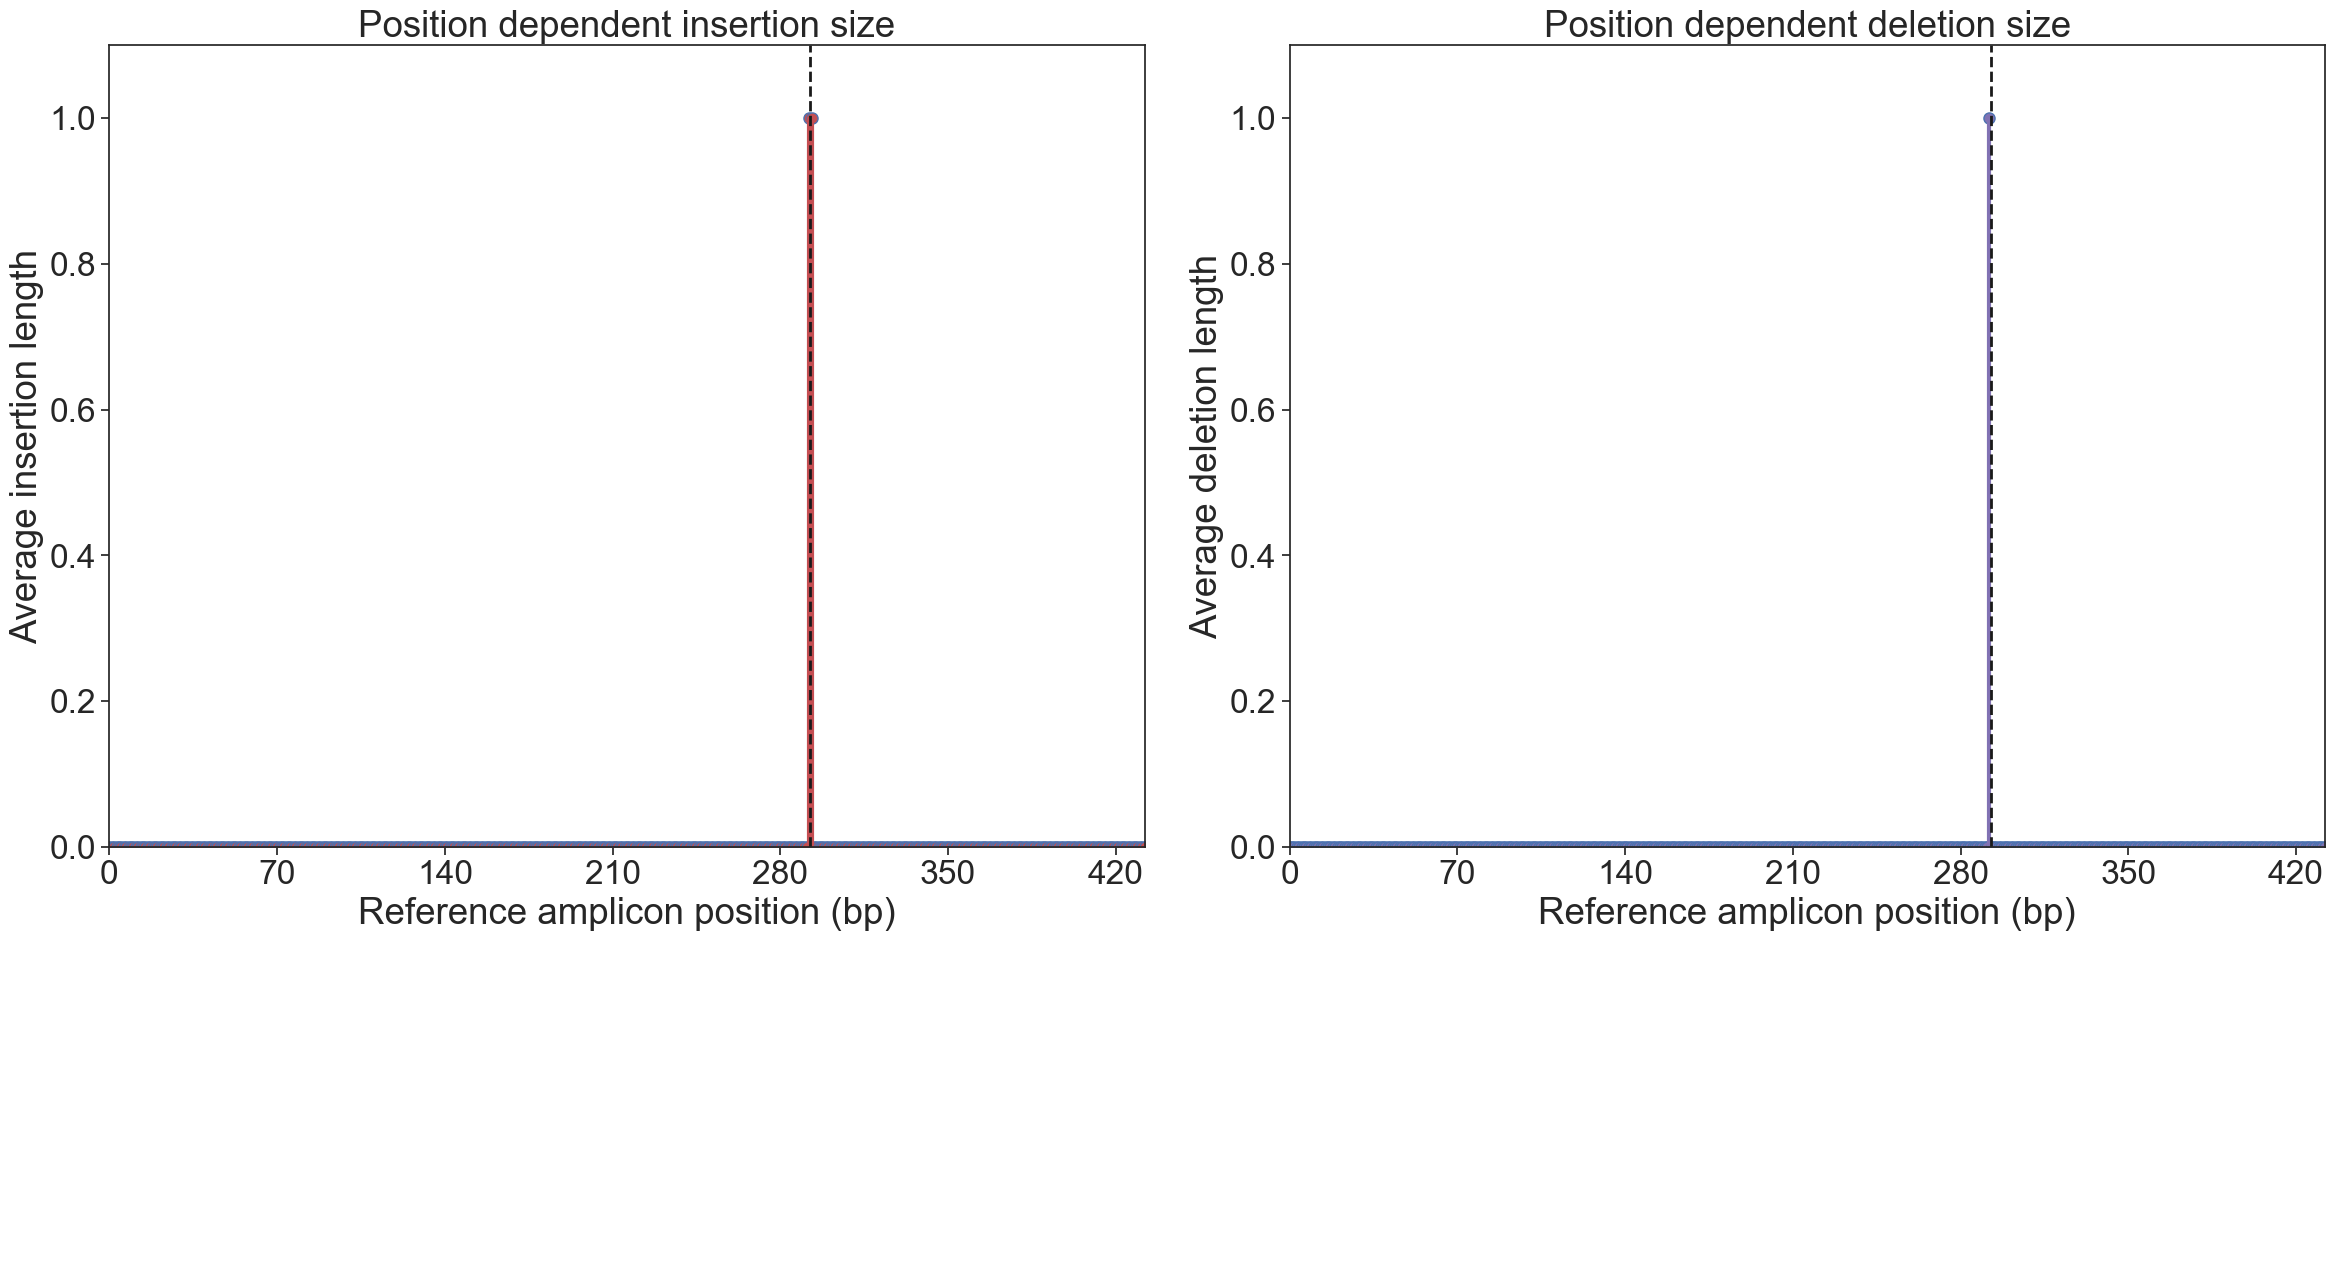 Position dependent insertion size
Average insertion length
1.0
0.8
0.6
0.4
0.2
0.0
0 70 140 210 280 350 420
Reference amplicon position (bp)
Position dependent deletion size
Average deletion length
1.0
0.8
0.6
0.4
0.2
0.0
0 70 140 210 280 350 420
Reference amplicon position (bp)